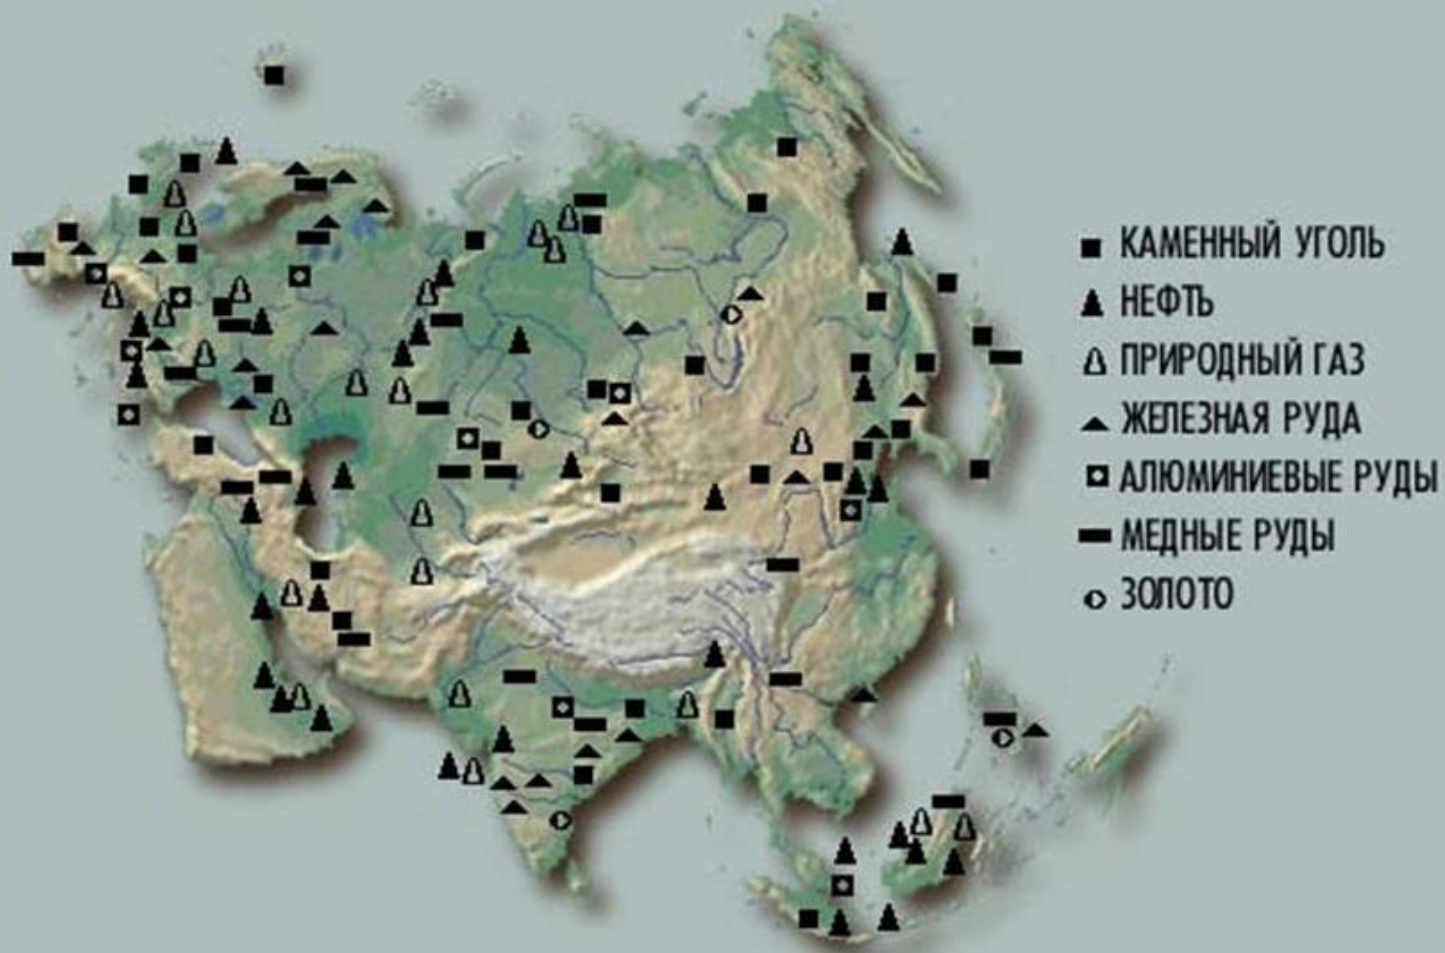 КАМЕННЫЙ УГОЛЬ
НЕФТЬ
ПРИРОДНЫЙ ГАЗ
ЖЕЛЕЗНАЯ РУДА
АЛЮМИНИЕВЫЕ РУДЫ
МЕДНЫЕ РУДЫ
ЗОЛОТО